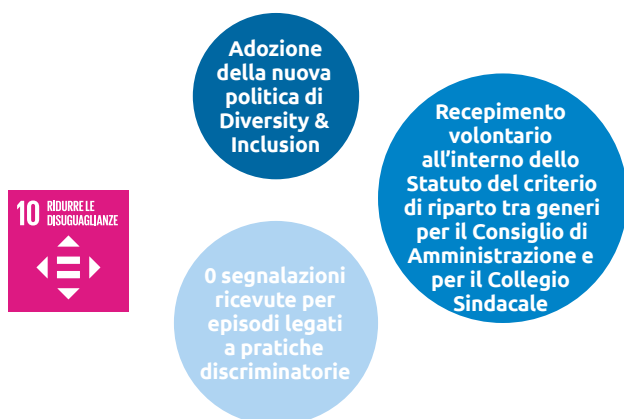 Adozione
della nuova
politica di
Diversity &
Inclusion
Recepimento
volontario
all'interno dello
Statuto del criterio
di riparto tra generi
per il Consiglio di
Amministrazione e
per il Collegio
Sindacale
10 RIDURRE LE
DISUGUAGLIANZE
0 segnalazioni
ricevute per
episodi legati
a pratiche
discriminatorie